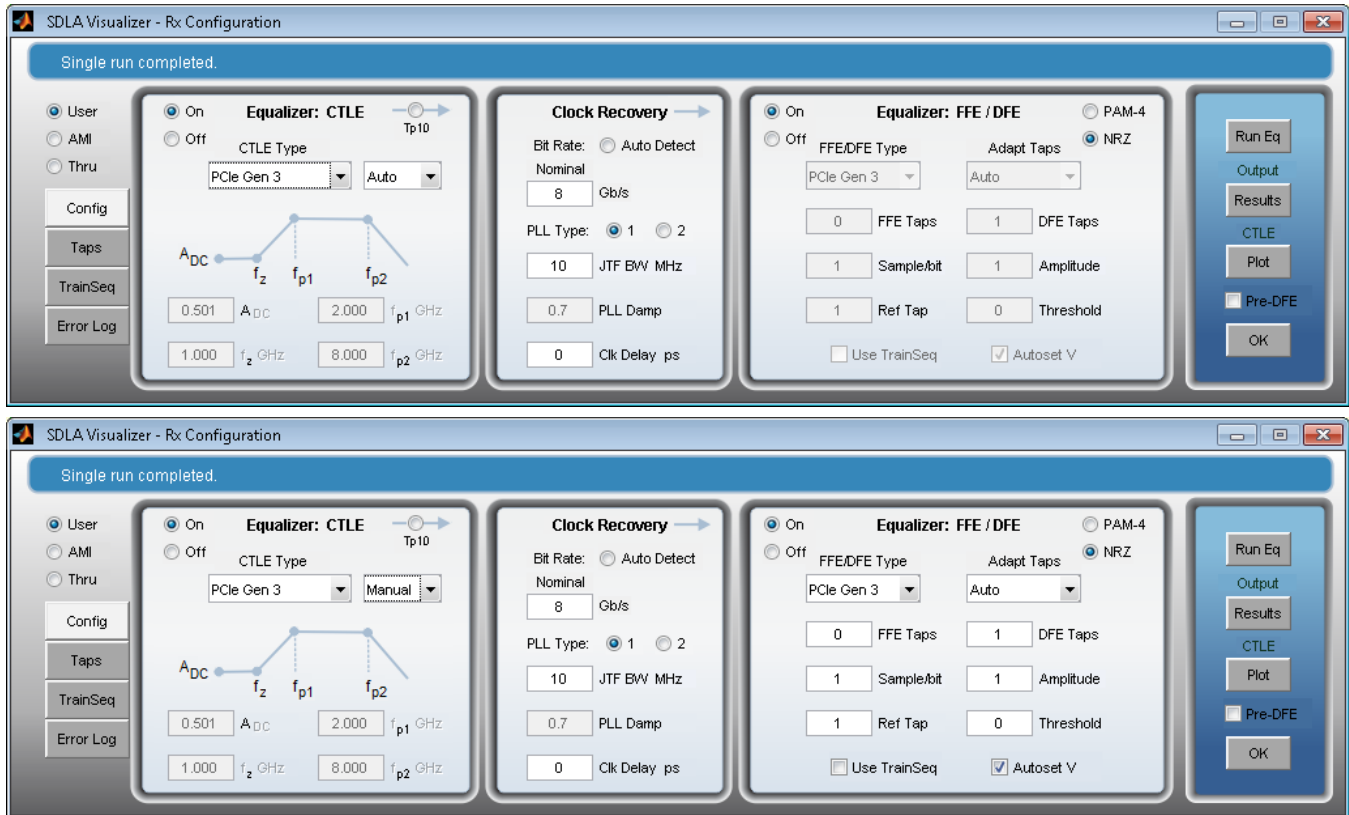 SDLA Visualizer - Rx Configuration
Single run completed.
User
AMI
Thru
Config
Taps
TrainSeq
Error Log
On
Off
Equalizer: CTLE
Tp10
CTLE Type
PCIe Gen 3
Auto
ADC
fz
fp1
fp2
0.501 ADC
2.000 fp1 GHz
1.000 fz GHz
8.000 fp2 GHz
Clock Recovery
Bit Rate: Auto Detect
Nominal
8 Gb/s
PLL Type: 1 2
10 JTF BW MHz
0.7 PLL Damp
0 Clk Delay ps
On
Off
Equalizer: FFE / DFE
PAM-4
NRZ
FFE/DFE Type
Adapt Taps
PCIe Gen 3
Auto
0 FFE Taps
1 DFE Taps
1 Sample/bit
1 Amplitude
1 Ref Tap
0 Threshold
Use TrainSeq
Autoset V
Run Eq
Output
Results
CTLE
Plot
Pre-DFE
OK
SDLA Visualizer - Rx Configuration
Single run completed.
User
AMI
Thru
Config
Taps
TrainSeq
Error Log
On
Off
Equalizer: CTLE
Tp10
CTLE Type
PCIe Gen 3
Manual
ADC
fz
fp1
fp2
0.501 ADC
2.000 fp1 GHz
1.000 fz GHz
8.000 fp2 GHz
Clock Recovery
Bit Rate: Auto Detect
Nominal
8 Gb/s
PLL Type: 1 2
10 JTF BW MHz
0.7 PLL Damp
0 Clk Delay ps
On
Off
Equalizer: FFE / DFE
PAM-4
NRZ
FFE/DFE Type
Adapt Taps
PCIe Gen 3
Auto
0 FFE Taps
1 DFE Taps
1 Sample/bit
1 Amplitude
1 Ref Tap
0 Threshold
Use TrainSeq
Autoset V
Run Eq
Output
Results
CTLE
Plot
Pre-DFE
OK